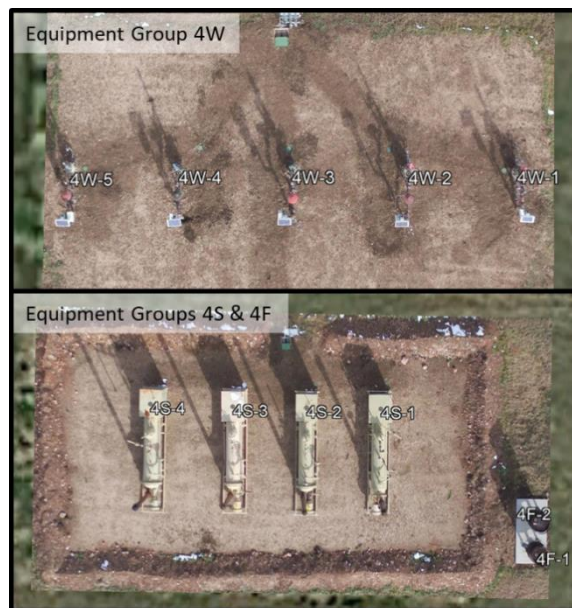 Equipment Group 4W
4W-5
4W-4
4W-3
4W-2
4W-1
Equipment Groups 4S & 4F
4S-4
4S-3
4S-2
4S-1
4F-2
4F-1